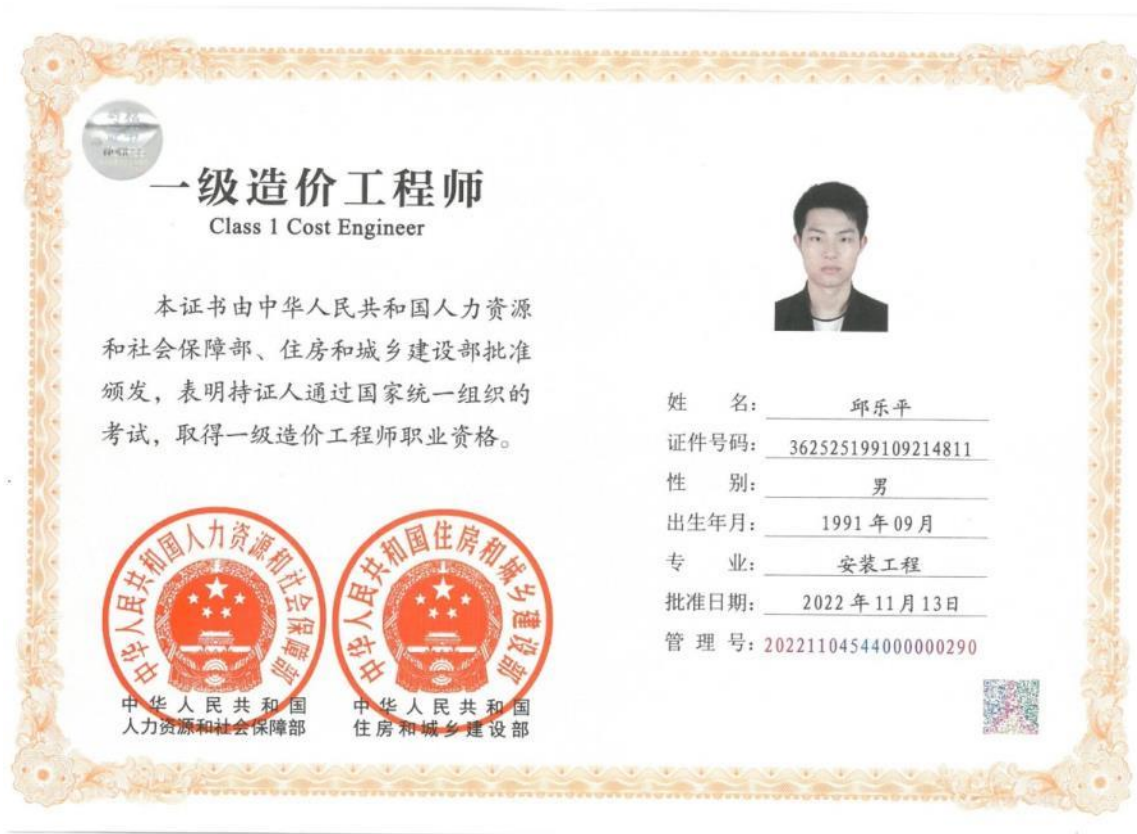 一级造价工程师
Class 1 Cost Engineer
本证书由中华人民共和国人力资源
和社会保障部、住房和城乡建设部批准
颁发，表明持证人通过国家统一组织的
考试，取得一级造价工程师职业资格。
中华人民共和国人力资源和社会保障部
中华人民共和国住房和城乡建设部
中华人民共和国
人力资源和社会保障部
中华人民共和国
住房和城乡建设部
姓 名：邱乐平
证件号码：362525199109214811
性 别：男
出生年月：1991年09月
专 业：安装工程
批准日期：2022年11月13日
管 理 号：20221104544000000290